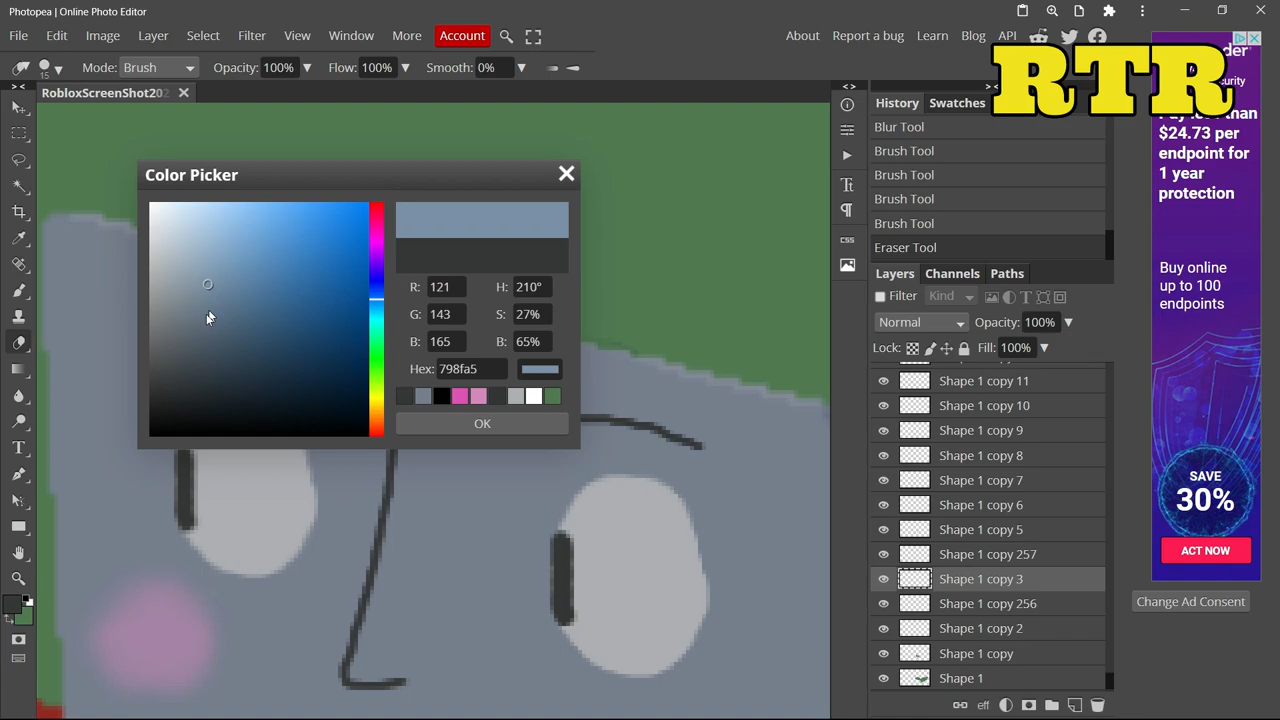 Photopea | Online Photo Editor
File Edit Image Layer Select Filter View Window More Account
About Report a bug Learn Blog API
15 Mode: Brush Opacity: 100% Flow: 100% Smooth: 0%
RTR
RobloxScreenShot202
> < < >
Color Picker
R: 121 H: 210°
G: 143 S: 27%
B: 165 B: 65%
Hex: 798fa5
OK
CSS
History Swatches
Blur Tool
Brush Tool
Brush Tool
Brush Tool
Brush Tool
Eraser Tool
Layers Channels Paths
Filter Kind
Normal Opacity: 100%
Lock: Fill: 100%
Shape 1 copy 11
Shape 1 copy 10
Shape 1 copy 9
Shape 1 copy 8
Shape 1 copy 7
Shape 1 copy 6
Shape 1 copy 5
Shape 1 copy 257
Shape 1 copy 3
Shape 1 copy 256
Shape 1 copy 2
Shape 1 copy
Shape 1
eff
than
$24.73 per
endpoint for
1 year
protection
Buy online
up to 100
endpoints
SAVE
30%
ACT NOW
Change Ad Consent